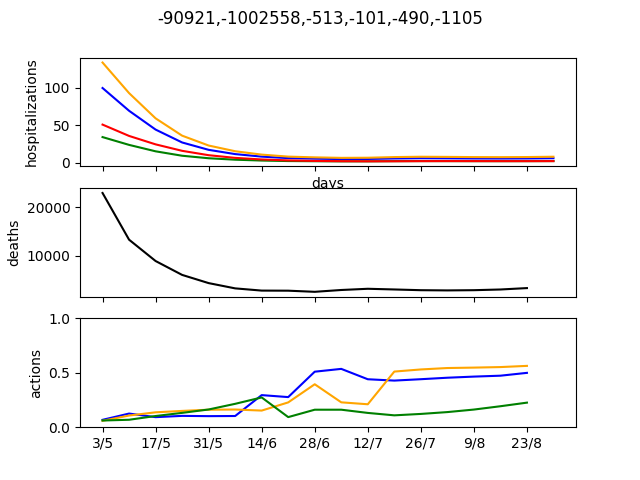 -90921,-1002558,-513,-101,-490,-1105
hospitalizations
100
50
0
days
deaths
20000
10000
actions
1.0
0.5
0.0
3/5 17/5 31/5 14/6 28/6 12/7 26/7 9/8 23/8